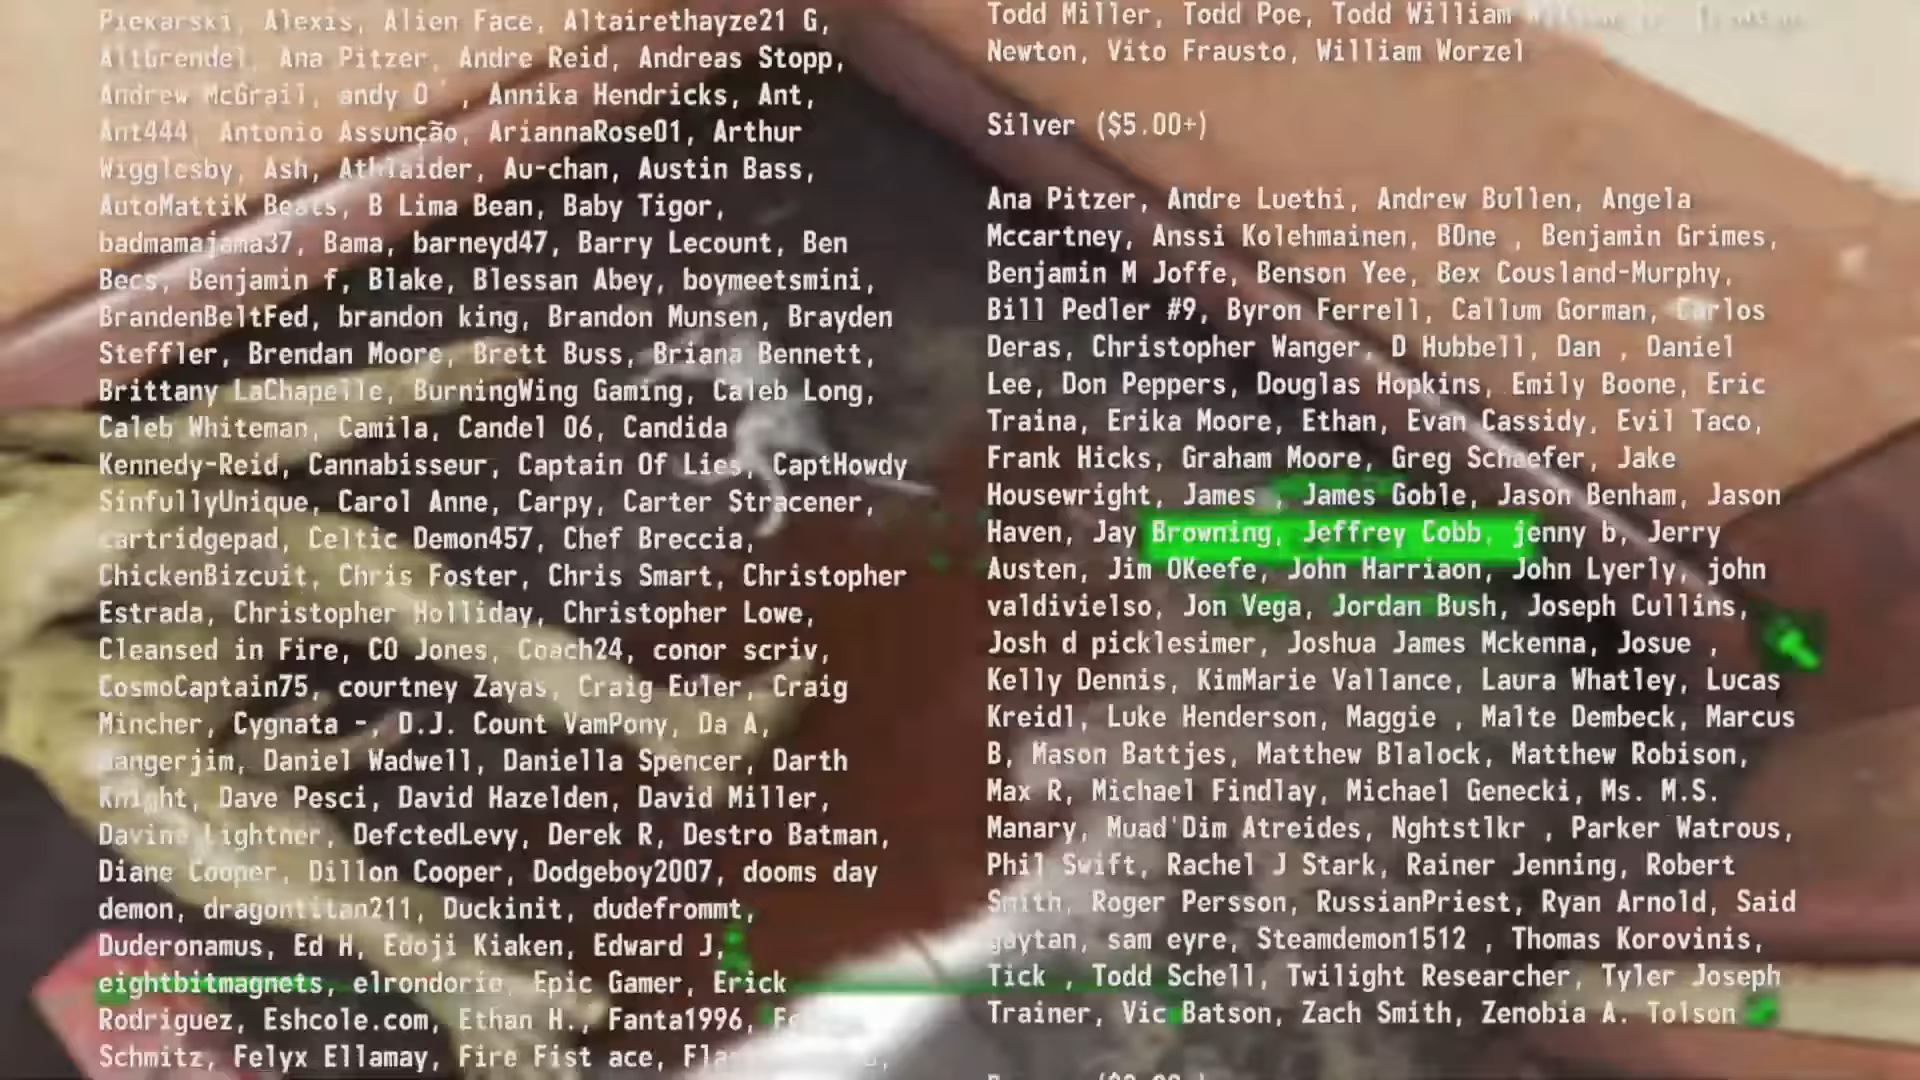 Piekarski, Alexis, Alien Face, Altairethayze21 G,
AltGrendel, Ana Pitzer, Andre Reid, Andreas Stopp,
Andrew McGrail, andy O', Annika Hendricks, Ant,
Ant444, Antonio Assunção, AriannaRose01, Arthur
Wigglesby, Ash, Athlaider, Au-chan, Austin Bass,
AutoMattiK Beats, B Lima Bean, Baby Tigor,
badmamajama37, Bama, barneyd47, Barry Lecount, Ben
Becs, Benjamin f, Blake, Blessan Abey, boymeetsmini,
BrandenBeltFed, brandon king, Brandon Munsen, Brayden
Steffler, Brendan Moore, Brett Buss, Briana Bennett,
Brittany LaChapelle, BurningWing Gaming, Caleb Long,
Caleb Whiteman, Camila, Candel 06, Candida
Kennedy-Reid, Cannabisseur, Captain Of Lies, CaptHowdy
SinfullyUnique, Carol Anne, Carpy, Carter Stracener,
cartridgepad, Celtic Demon457, Chef Breccia,
ChickenBizcuit, Chris Foster, Chris Smart, Christopher
Estrada, Christopher Holliday, Christopher Lowe,
Cleansed in Fire, CO Jones, Coach24, conor scriv,
CosmoCaptain75, courtney Zayas, Craig Euler, Craig
Mincher, Cygnata -, D.J. Count VamPony, Da A,
dangerjim, Daniel Wadwell, Daniella Spencer, Darth
Knight, Dave Pesci, David Hazelden, David Miller,
Davine Lightner, DefctedLevy, Derek R, Destro Batman,
Diane Cooper, Dillon Cooper, Dodgeboy2007, dooms day
demon, dragontitan211, Duckinit, dudefrommt,
Duderonamus, Ed H, Edoji Kiaken, Edward J,
eightbitmagnets, elrondorio, Epic Gamer, Erick
Rodriguez, Eshcole.com, Ethan H., Fanta1996,
Schmitz, Felyx Ellamay, Fire Fist ace,
Todd Miller, Todd Poe, Todd William
Newton, Vito Frausto, William Worzel
Silver ($5.00+)
Ana Pitzer, Andre Luethi, Andrew Bullen, Angela
Mccartney, Anssi Kolehmainen, BOne , Benjamin Grimes,
Benjamin M Joffe, Benson Yee, Bex Cousland-Murphy,
Bill Pedler #9, Byron Ferrell, Callum Gorman, Carlos
Deras, Christopher Wanger, D Hubbell, Dan , Daniel
Lee, Don Peppers, Douglas Hopkins, Emily Boone, Eric
Traina, Erika Moore, Ethan, Evan Cassidy, Evil Taco,
Frank Hicks, Graham Moore, Greg Schaefer, Jake
Housewright, James , James Goble, Jason Benham, Jason
Haven, Jay Browning, Jeffrey Cobb, jenny b, Jerry
Austen, Jim OKeefe, John Harriaon, John Lyerly, john
valdivielso, Jon Vega, Jordan Bush, Joseph Cullins,
Josh d picklesimer, Joshua James Mckenna, Josue ,
Kelly Dennis, KimMarie Vallance, Laura Whatley, Lucas
Kreidl, Luke Henderson, Maggie , Malte Dembeck, Marcus
B, Mason Battjes, Matthew Blalock, Matthew Robison,
Max R, Michael Findlay, Michael Genecki, Ms. M.S.
Manary, Muad'Dim Atreides, Nghtstlkr , Parker Watrous,
Phil Swift, Rachel J Stark, Rainer Jenning, Robert
Smith, Roger Persson, RussianPriest, Ryan Arnold, Said
gaytan, sam eyre, Steamdemon1512 , Thomas Korovinis,
Tick , Todd Schell, Twilight Researcher, Tyler Joseph
Trainer, Vic Batson, Zach Smith, Zenobia A. Tolson